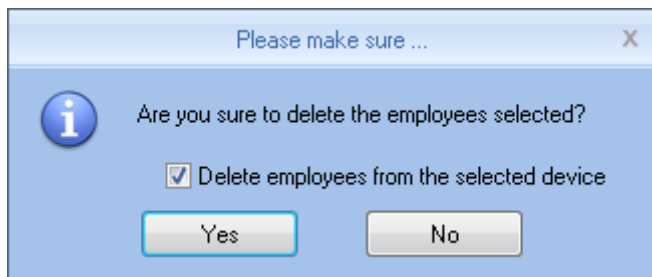 Please make sure ...
X
Are you sure to delete the employees selected?
Delete employees from the selected device
Yes
No